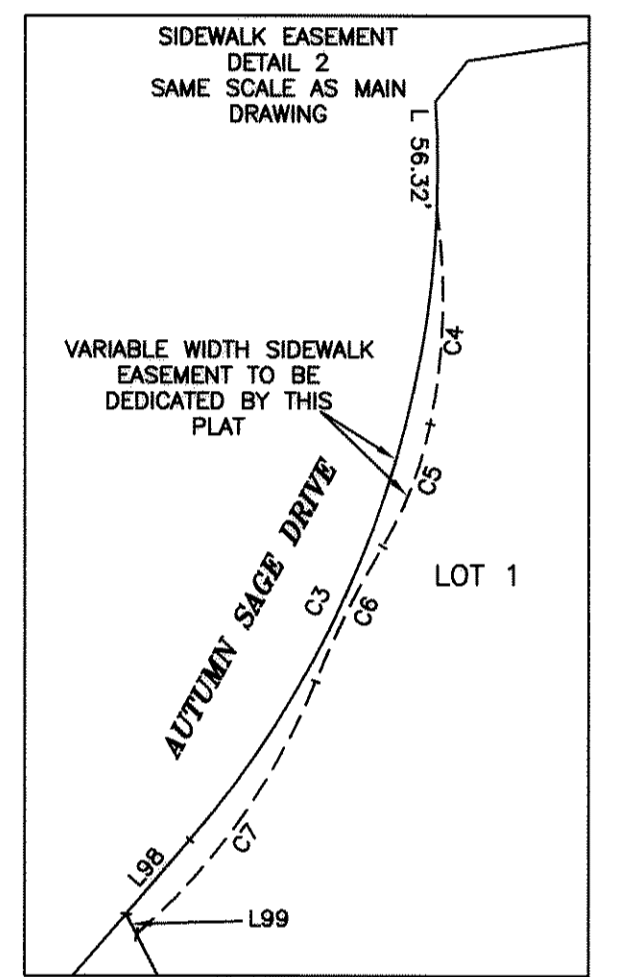 SIDEWALK EASEMENT
DETAIL 2
SAME SCALE AS MAIN
DRAWING
L 56.32'
C4
VARIABLE WIDTH SIDEWALK
EASEMENT TO BE
DEDICATED BY THIS
PLAT
C5
AUTUMN SAGE DRIVE
LOT 1
C3
C6
C7
L98
L99